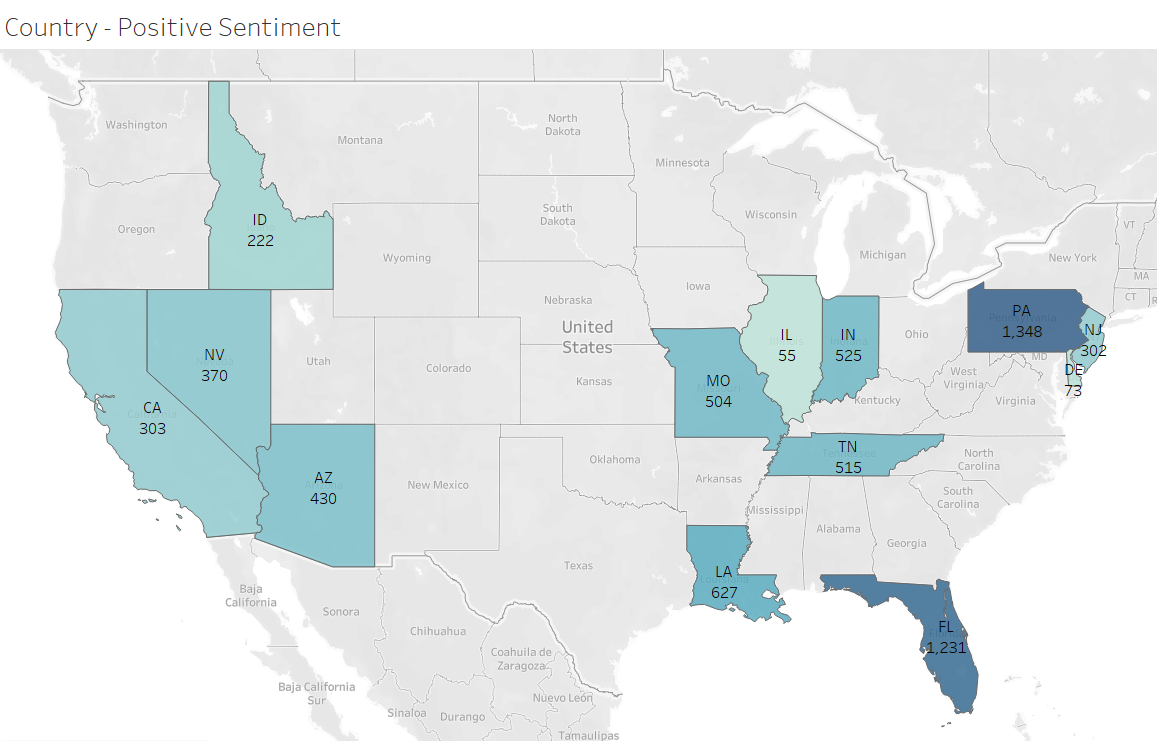 Country - Positive Sentiment
Washington
Montana
North
Dakota
Minnesota
VT
ID
222
Oregon
South
Dakota
Wisconsin
Michigan
New York
Wyoming
MA
Iowa
CT
Nebraska
PA
1,348
United
States
IL
55
IN
525
Ohio
NJ
302
NV
370
Utah
Colorado
Kansas
MO
504
MD
DE
73
West
Virginia
Virginia
Kentucky
CA
303
TN
515
North
Carolina
AZ
430
New Mexico
Oklahoma
Arkansas
South
Carolina
Mississippi
Alabama
Georgia
Texas
LA
627
Baja
California
Sonora
FL
1,231
Chihuahua
Coahuila de
Zaragoza
Baja California
Sur
Nuevo León
Sinaloa
Durango
Tamaulipas